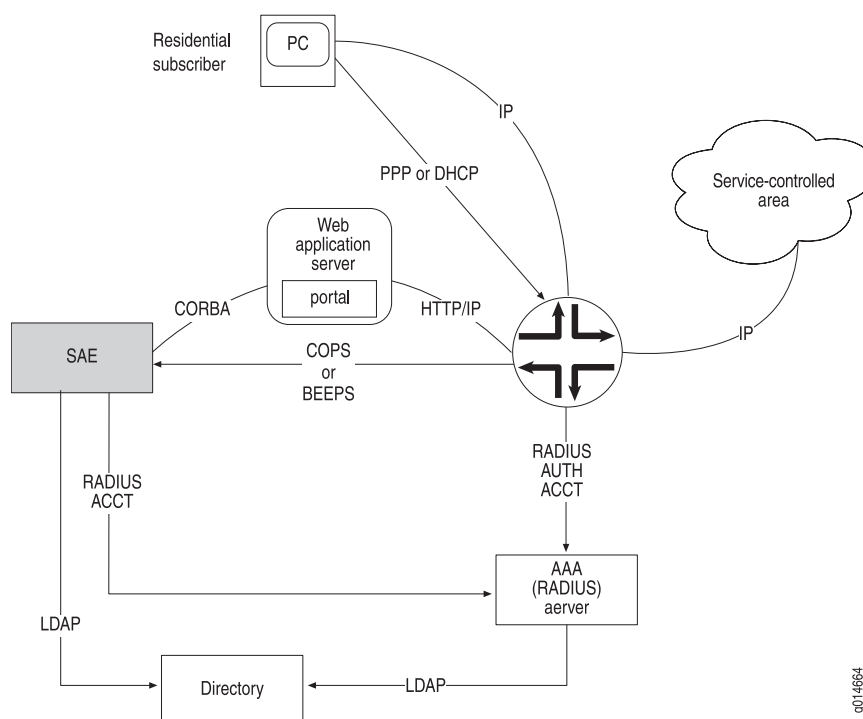 Residential
subscriber
PC
IP
PPP or DHCP
Service-controlled
area
Web
application
server
portal
CORBA
HTTP/IP
SAE
COPS
or
BEEPS
IP
RADIUS
AUTH
ACCT
RADIUS
ACCT
AAA
(RADIUS)
aerver
LDAP
Directory
LDAP
g014664